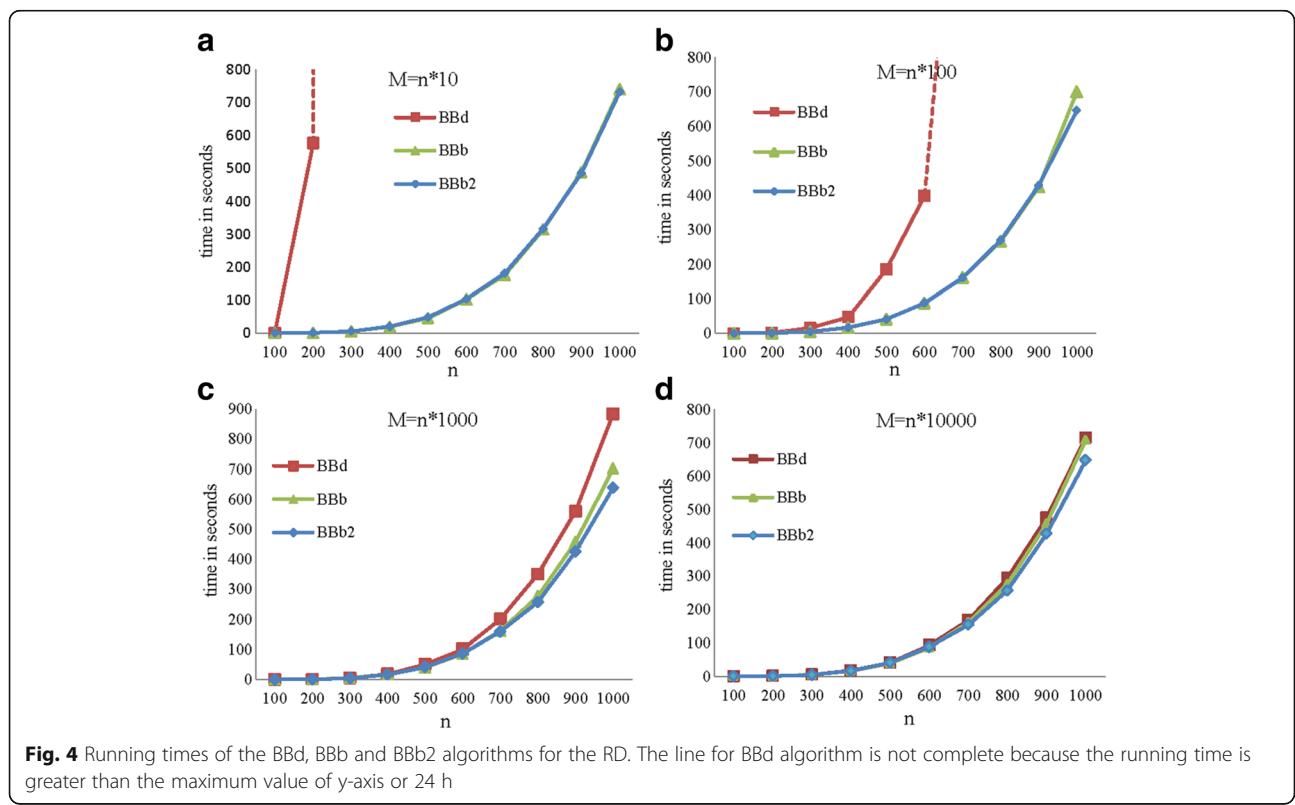 a
M=n*10
time in seconds
800
700
600
500
400
300
200
100
0
BBd
BBb
BBb2
100 200 300 400 500 600 700 800 900 1000
n
b
M=n*100
time in seconds
800
700
600
500
400
300
200
100
0
BBd
BBb
BBb2
100 200 300 400 500 600 700 800 900 1000
n
c
M=n*1000
time in seconds
900
800
700
600
500
400
300
200
100
0
BBd
BBb
BBb2
100 200 300 400 500 600 700 800 900 1000
n
d
M=n*10000
time in seconds
800
700
600
500
400
300
200
100
0
BBd
BBb
BBb2
100 200 300 400 500 600 700 800 900 1000
n
Fig. 4 Running times of the BBd, BBb and BBb2 algorithms for the RD. The line for BBd algorithm is not complete because the running time is
greater than the maximum value of y-axis or 24 h